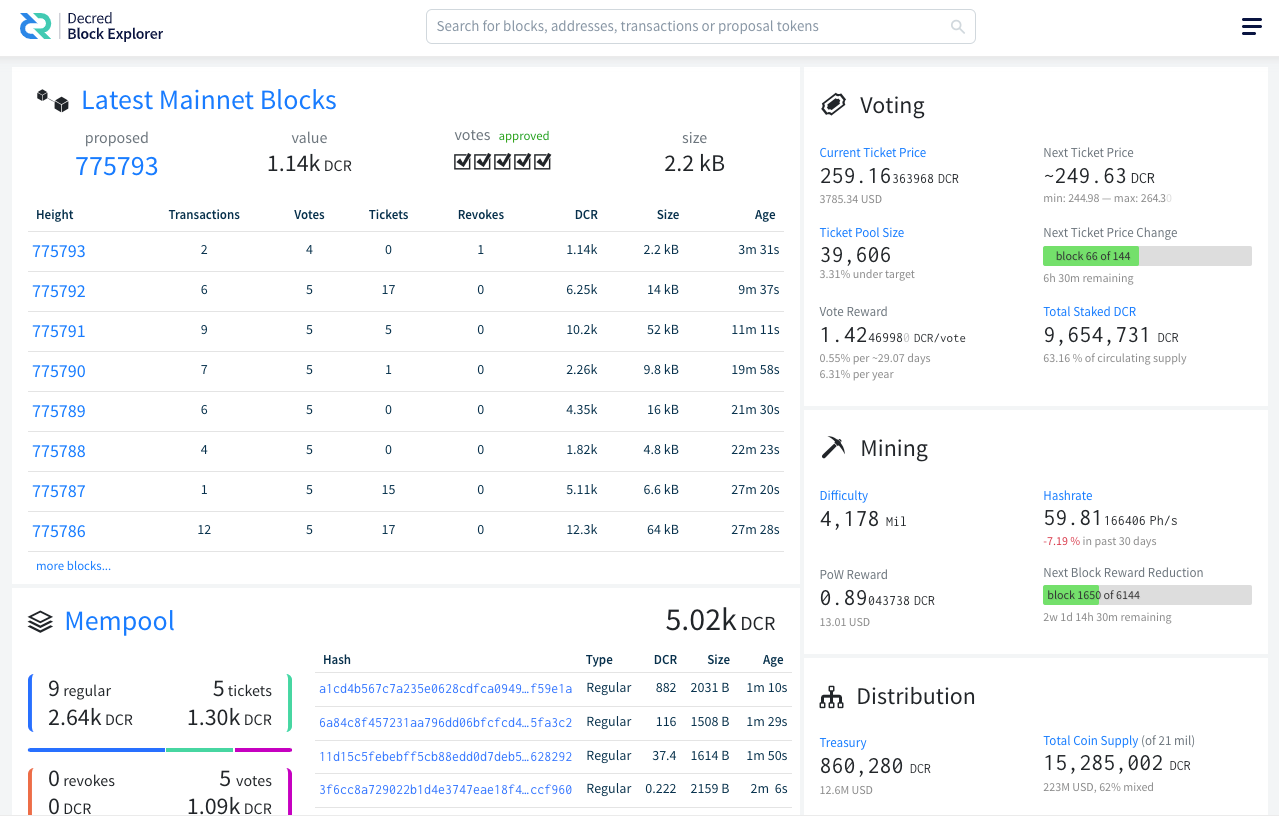 Decred
Block Explorer
Search for blocks, addresses, transactions or proposal tokens
Latest Mainnet Blocks
proposed value votes approved size
775793 1.14k DCR 2.2 kB
Height Transactions Votes Tickets Revokes DCR Size Age
775793 2 4 0 1 1.14k 2.2 kB 3m 31s
775792 6 5 17 0 6.25k 14 kB 9m 37s
775791 9 5 5 0 10.2k 52 kB 11m 11s
775790 7 5 1 0 2.26k 9.8 kB 19m 58s
775789 6 5 0 0 4.35k 16 kB 21m 30s
775788 4 5 0 0 1.82k 4.8 kB 22m 23s
775787 1 5 15 0 5.11k 6.6 kB 27m 20s
775786 12 5 17 0 12.3k 64 kB 27m 28s
more blocks...
Mempool 5.02k DCR
9 regular 5 tickets
2.64k DCR 1.30k DCR
0 revokes 5 votes
0 DCR 1.09k DCR
Hash Type DCR Size Age
a1cd4b567c7a235e0628cdfca0949…f59e1a Regular 882 2031 B 1m 10s
6a84c8f457231aa796dd06bfcfcd4…5fa3c2 Regular 116 1508 B 1m 29s
11d15c5febebff5cb88edd0d7deb5…628292 Regular 37.4 1614 B 1m 50s
3f6cc8a729022b1d4e3747eae18f4…ccf960 Regular 0.222 2159 B 2m 6s
Voting
Current Ticket Price
259.16363968 DCR
3785.34 USD
Next Ticket Price
~249.63 DCR
min: 244.98 — max: 264.30
Ticket Pool Size
39,606
3.31% under target
Next Ticket Price Change
block 66 of 144
6h 30m remaining
Vote Reward
1.42469980 DCR/vote
0.55% per ~29.07 days
6.31% per year
Total Staked DCR
9,654,731 DCR
63.16 % of circulating supply
Mining
Difficulty
4,178 Mil
Hashrate
59.81166406 Ph/s
-7.19 % in past 30 days
PoW Reward
0.89043738 DCR
13.01 USD
Next Block Reward Reduction
block 1650 of 6144
2w 1d 14h 30m remaining
Distribution
Treasury
860,280 DCR
12.6M USD
Total Coin Supply (of 21 mil)
15,285,002 DCR
223M USD, 62% mixed